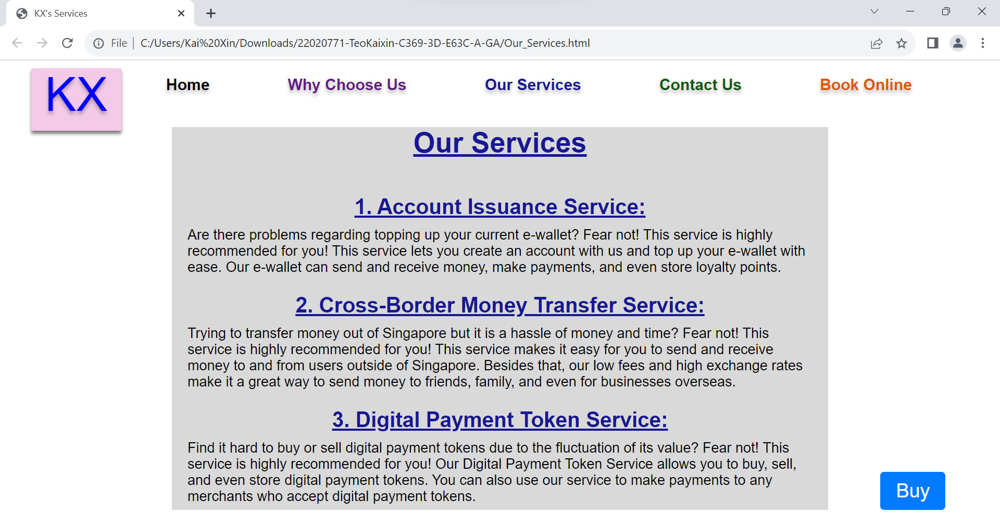 KX's Services
File
C:/Users/Kai%20Xin/Downloads/22020771-TeoKaixin-C369-3D-E63C-A-GA/Our_Services.html
KX
Home
Why Choose Us
Our Services
Contact Us
Book Online
Our Services
1. Account Issuance Service:
Are there problems regarding topping up your current e-wallet? Fear not! This service is highly
recommended for you! This service lets you create an account with us and top up your e-wallet with
ease. Our e-wallet can send and receive money, make payments, and even store loyalty points.
2. Cross-Border Money Transfer Service:
Trying to transfer money out of Singapore but it is a hassle of money and time? Fear not! This
service is highly recommended for you! This service makes it easy for you to send and receive
money to and from users outside of Singapore. Besides that, our low fees and high exchange rates
make it a great way to send money to friends, family, and even for businesses overseas.
3. Digital Payment Token Service:
Find it hard to buy or sell digital payment tokens due to the fluctuation of its value? Fear not! This
service is highly recommended for you! Our Digital Payment Token Service allows you to buy, sell,
and even store digital payment tokens. You can also use our service to make payments to any
merchants who accept digital payment tokens.
Buy